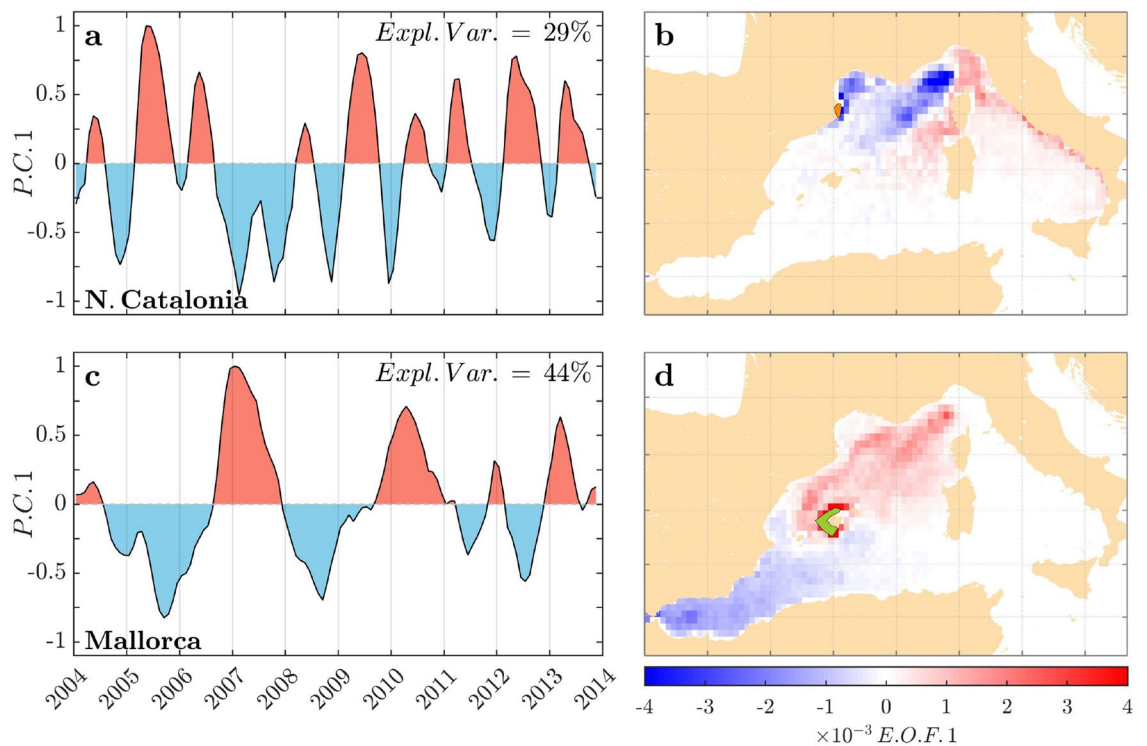 a
Expl. Var. = 29%
b
P.C. 1
1
0.5
0
-0.5
-1
N. Catalonia
c
Expl. Var. = 44%
d
P.C. 1
1
0.5
0
-0.5
-1
Mallorca
2004 2005 2006 2007 2008 2009 2010 2011 2012 2013 2014
-4 -3 -2 -1 0 1 2 3 4
×10⁻³ E.O.F. 1